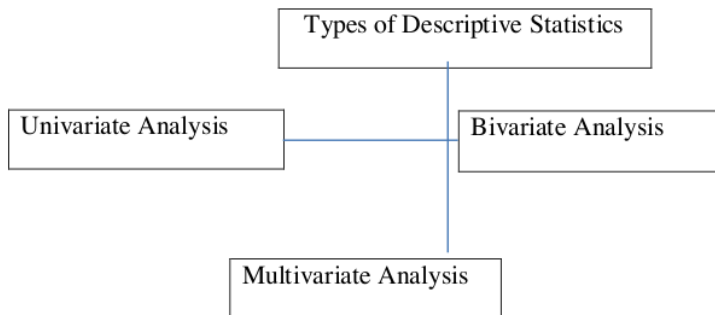 Types of Descriptive Statistics
Univariate Analysis
Bivariate Analysis
Multivariate Analysis